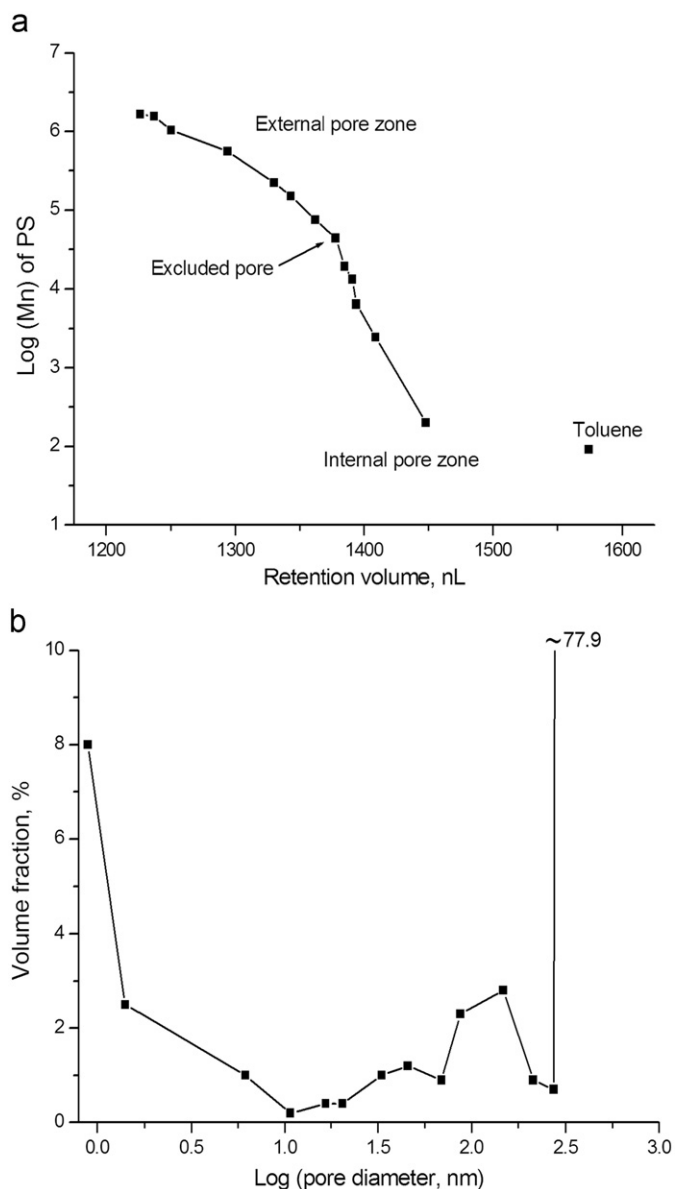 a
7
6
5
4
3
2
1
Log (Mn) of PS
External pore zone
Excluded pore
Toluene
Internal pore zone
1200 1300 1400 1500 1600
Retention volume, nL
b
~77.9
10
8
6
4
2
0
Volume fraction, %
0.0 0.5 1.0 1.5 2.0 2.5 3.0
Log (pore diameter, nm)